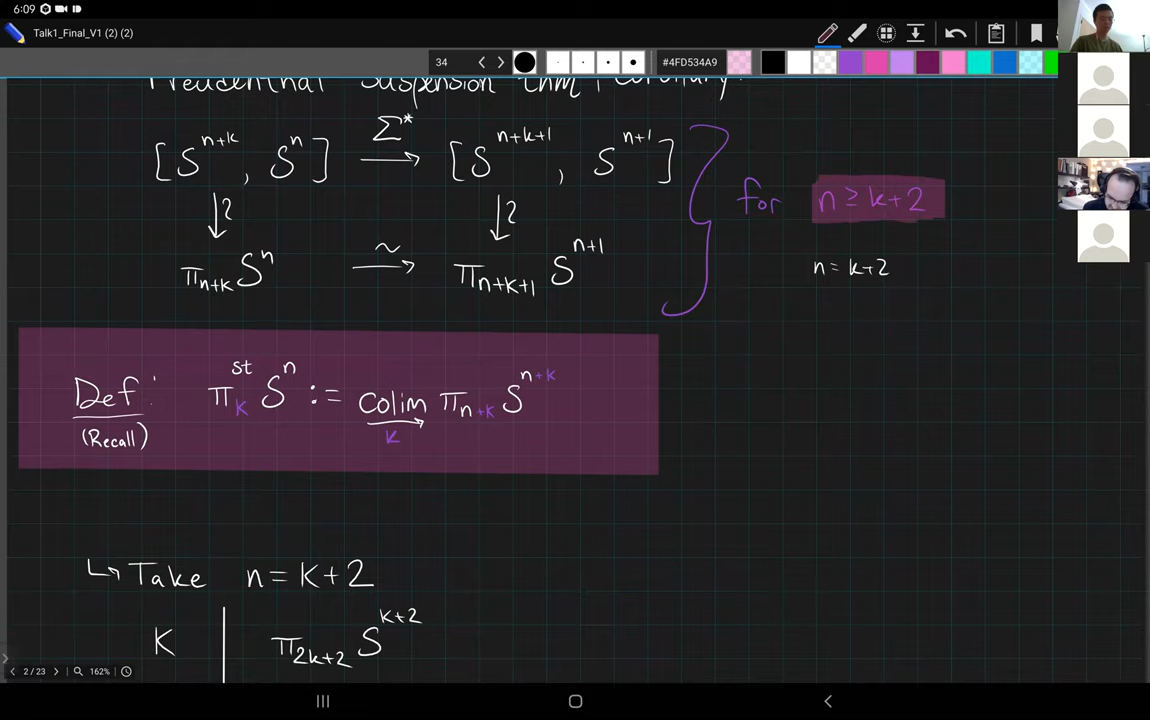 6:09
Talk1_Final_V1 (2) (2)
34
#4FD534A9
Freudenthal Suspension thm, Corollary:
[S^{n+k}, S^n] Σ^* → [S^{n+k+1}, S^{n+1}]
for n ≥ k+2
↓≀ ↓≀
π_{n+k} S^n ∼→ π_{n+k+1} S^{n+1}
n = k+2
Def: π_k^{st} S^n := colim_{→ k} π_{n+k} S^{n+k}
(Recall)
↳ Take n = K+2
K | π_{2k+2} S^{k+2}
2 / 23
162%